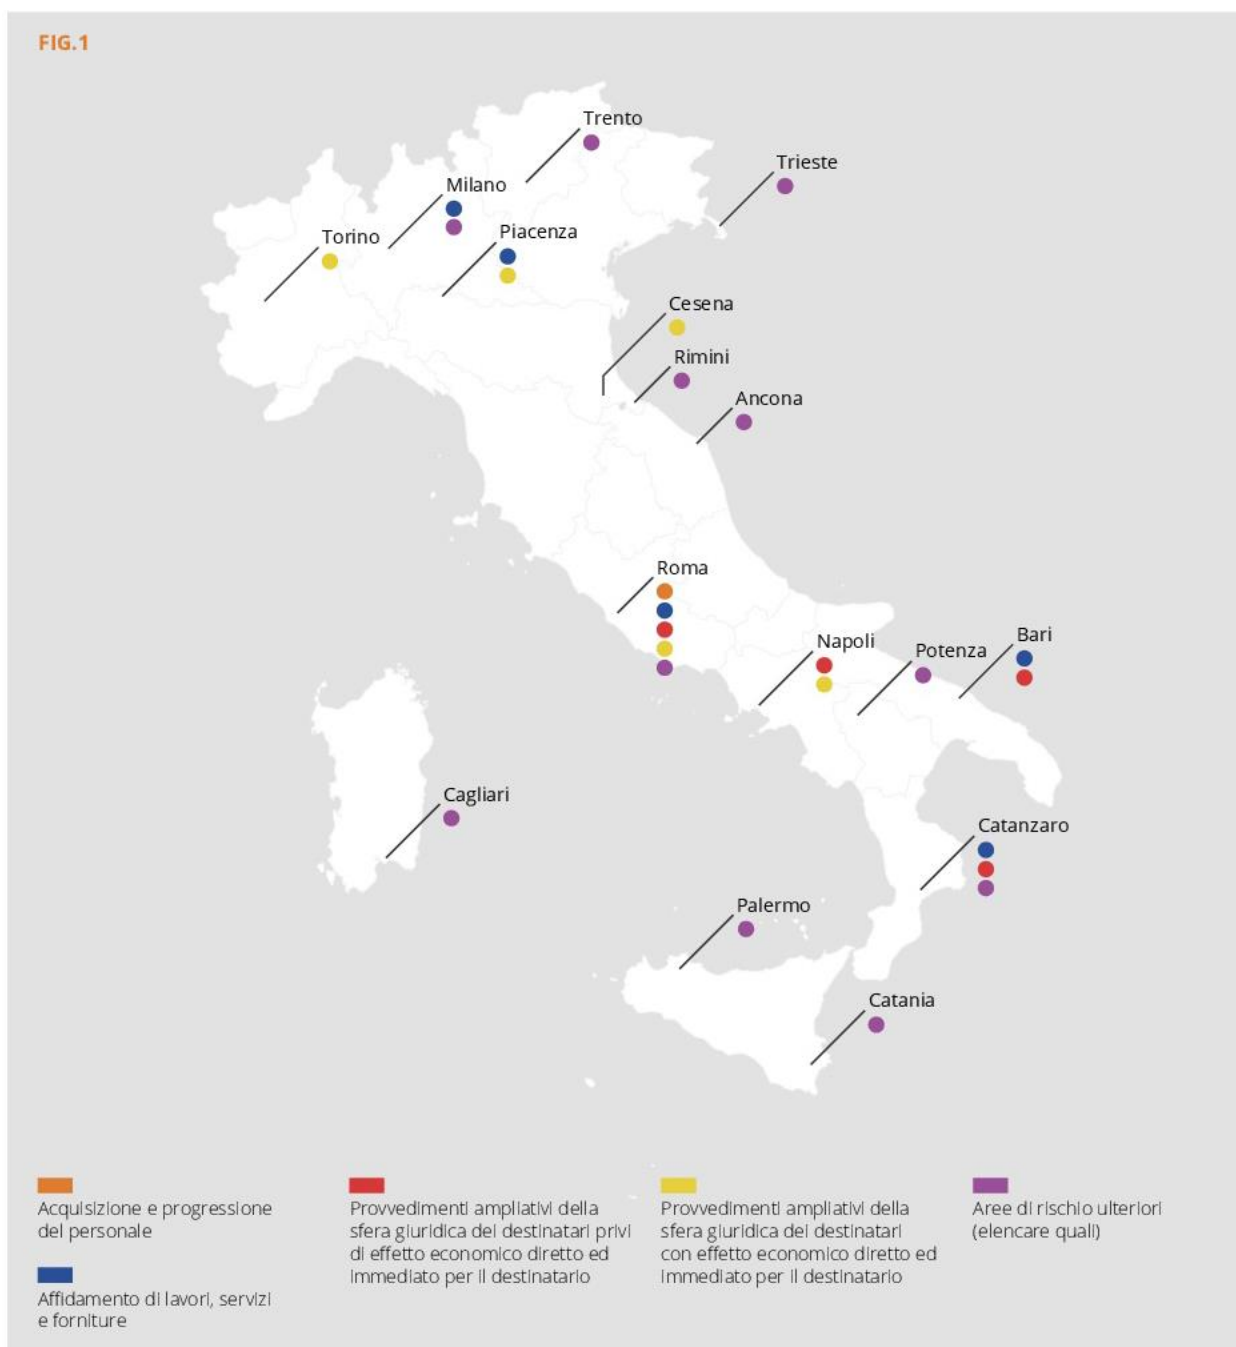 FIG.1
Trento
Trieste
Milano
Piacenza
Torino
Cesena
Rimini
Ancona
Roma
Napoli
Potenza
Bari
Cagliari
Catanzaro
Palermo
Catania
Acquisizione e progressione
del personale
Affidamento di lavori, servizi
e forniture
Provvedimenti ampliativi della
sfera giuridica dei destinatari privi
di effetto economico diretto ed
immediato per il destinatario
Provvedimenti ampliativi della
sfera giuridica dei destinatari
con effetto economico diretto ed
immediato per il destinatario
Aree di rischio ulteriori
(elencare quali)